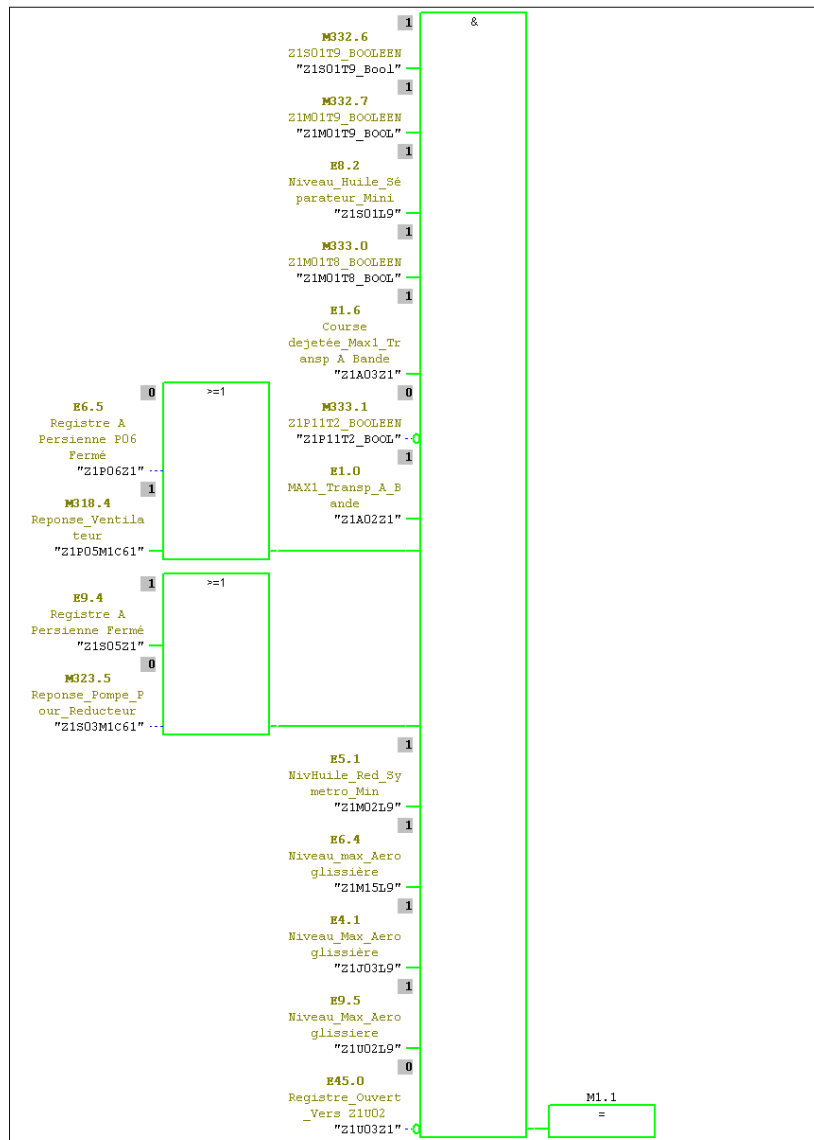 1
&
M332.6
Z1S01T9_BOOLEEN
"Z1S01T9_Bool"
1
M332.7
Z1M01T9_BOOLEEN
"Z1M01T9_BOOL"
1
E8.2
Niveau_Huile_Sé
parateur_Mini
"Z1S01L9"
1
M333.0
Z1M01T8_BOOLEEN
"Z1M01T8_BOOL"
1
E1.6
Course
dejetée_Max1_Tr
ansp A Bande
"Z1A03Z1"
0
M333.1
Z1P11T2_BOOLEEN
"Z1P11T2_BOOL"
1
E1.0
MAX1_Transp_A_B
ande
"Z1A02Z1"
0
>=1
E6.5
Registre A
Persienne P06
Fermé
"Z1P06Z1"
1
M318.4
Reponse_Ventila
teur
"Z1P05M1C61"
1
>=1
E9.4
Registre A
Persienne Fermé
"Z1S05Z1"
0
M323.5
Reponse_Pompe_P
our_Reducteur
"Z1S03M1C61"
1
E5.1
NivHuile_Red_Sy
metro_Min
"Z1M02L9"
1
E6.4
Niveau_max_Aero
glissière
"Z1M15L9"
1
E4.1
Niveau_Max_Aero
glissière
"Z1J03L9"
1
E9.5
Niveau_Max_Aero
glissiere
"Z1U02L9"
0
E45.0
Registre_Ouvert
_Vers Z1U02
"Z1U03Z1"
M1.1
=